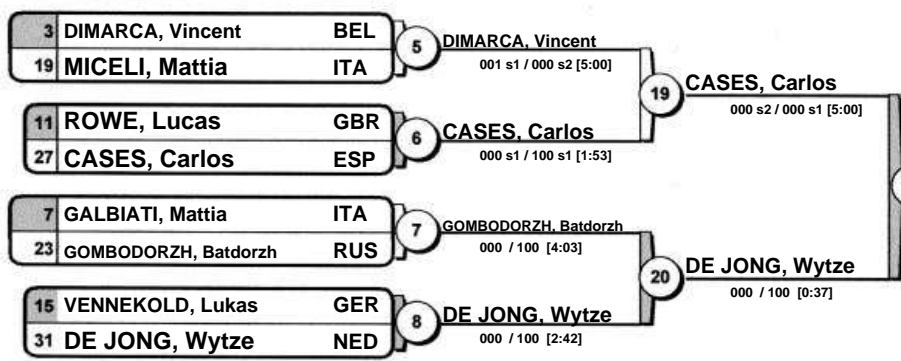 3 DIMARCA, Vincent BEL
19 MICELI, Mattia ITA
5
DIMARCA, Vincent
001 s1 / 000 s2 [5:00]
11 ROWE, Lucas GBR
27 CASES, Carlos ESP
6
CASES, Carlos
000 s1 / 100 s1 [1:53]
19
CASES, Carlos
000 s2 / 000 s1 [5:00]
7 GALBIATI, Mattia ITA
23 GOMBODORZH, Batdorzh RUS
7
GOMBODORZH, Batdorzh
000 / 100 [4:03]
15 VENNEKOLD, Lukas GER
31 DE JONG, Wytze NED
8
DE JONG, Wytze
000 / 100 [2:42]
20
DE JONG, Wytze
000 / 100 [0:37]